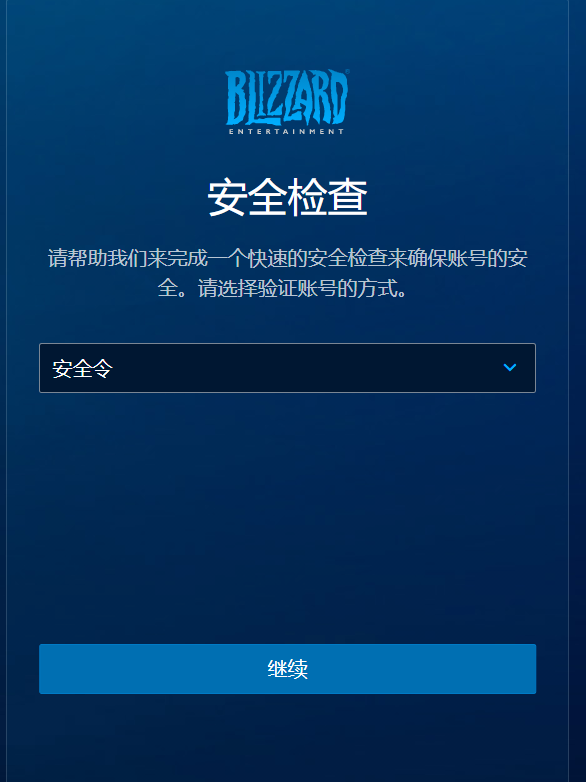 BLIZZARD
ENTERTAINMENT
安全检查
请帮助我们来完成一个快速的安全检查来确保账号的安
全。请选择验证账号的方式。
安全令
继续